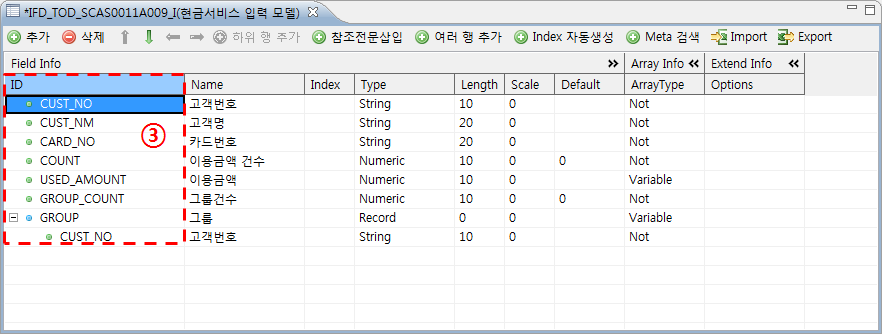 *IFD_TOD_SCAS0011A009_I(현금서비스 입력 모델)
추가 삭제 하위 행 추가 참조전문삽입 여러 행 추가 Index 자동생성 Meta 검색 Import Export
Field Info » Array Info « Extend Info «
ID Name Index Type Length Scale Default ArrayType Options
CUST_NO 고객번호 String 10 0 Not
CUST_NM 고객명 String 20 0 Not
CARD_NO 카드번호 String 20 0 Not
COUNT 이용금액 건수 Numeric 10 0 0 Not
USED_AMOUNT 이용금액 Numeric 10 0 Variable
GROUP_COUNT 그룹건수 Numeric 10 0 0 Not
GROUP 그룹 Record 0 0 Variable
CUST_NO 고객번호 String 10 0 Not
③